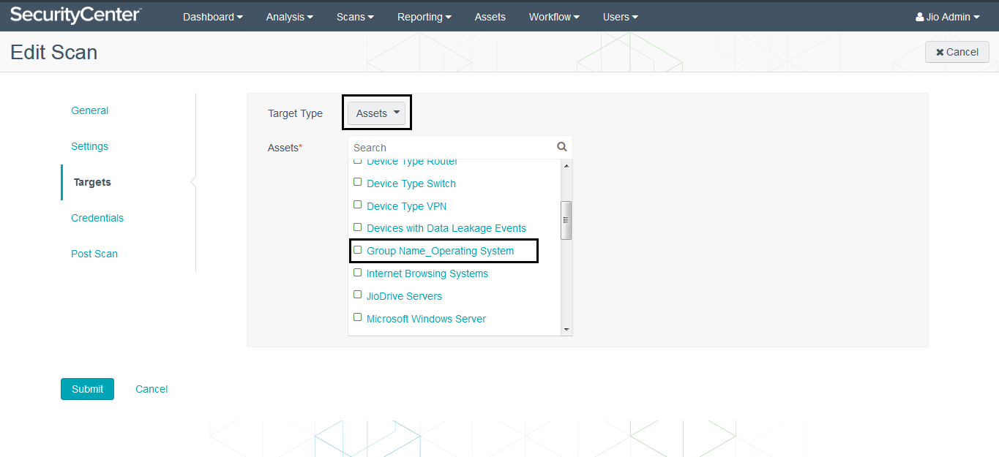 SecurityCenter™ Dashboard Analysis Scans Reporting Assets Workflow Users Jio Admin
Edit Scan
Cancel
General
Settings
Targets
Credentials
Post Scan
Target Type Assets
Assets*
Search
Device Type Router
Device Type Switch
Device Type VPN
Devices with Data Leakage Events
Group Name_Operating System
Internet Browsing Systems
JioDrive Servers
Microsoft Windows Server
Submit Cancel